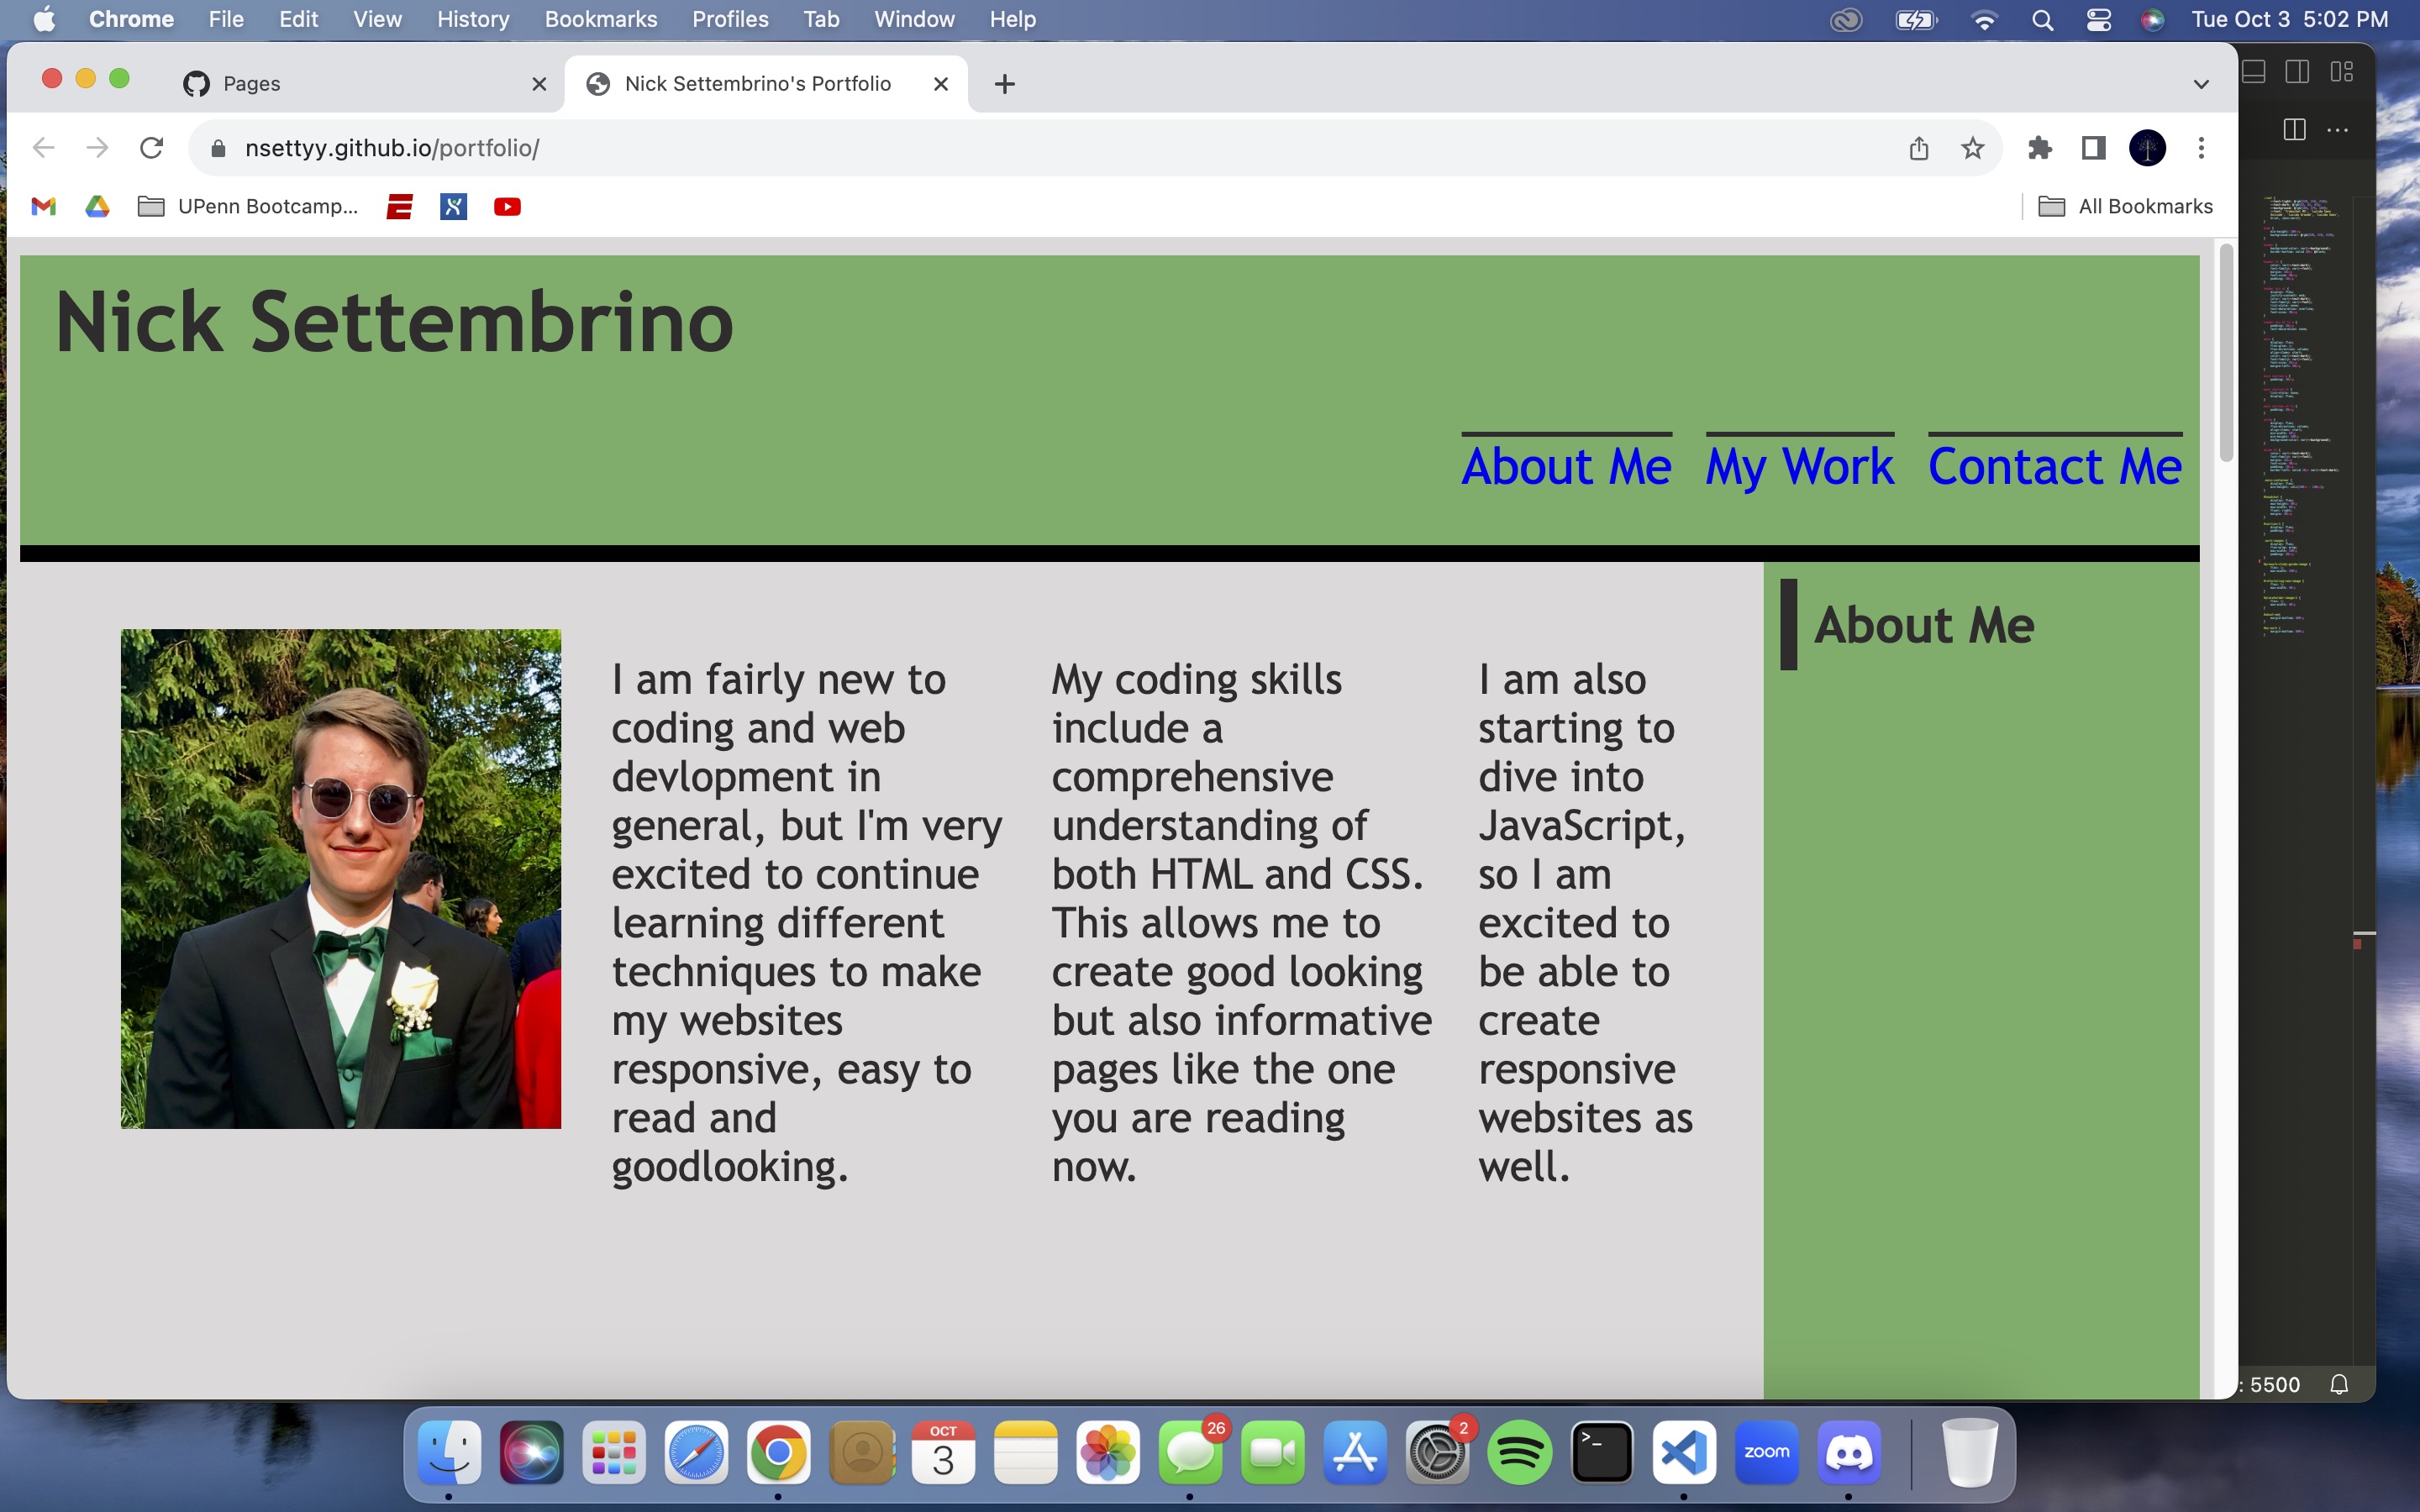 Chrome File Edit View History Bookmarks Profiles Tab Window Help Tue Oct 3 5:02 PM
Pages Nick Settembrino's Portfolio
nsettyy.github.io/portfolio/
UPenn Bootcamp... All Bookmarks
Nick Settembrino
About Me My Work Contact Me
About Me
I am fairly new to
coding and web
devlopment in
general, but I'm very
excited to continue
learning different
techniques to make
my websites
responsive, easy to
read and
goodlooking.
My coding skills
include a
comprehensive
understanding of
both HTML and CSS.
This allows me to
create good looking
but also informative
pages like the one
you are reading
now.
I am also
starting to
dive into
JavaScript,
so I am
excited to
be able to
create
responsive
websites as
well.
: 5500
OCT
3
26
2
>_
zoom